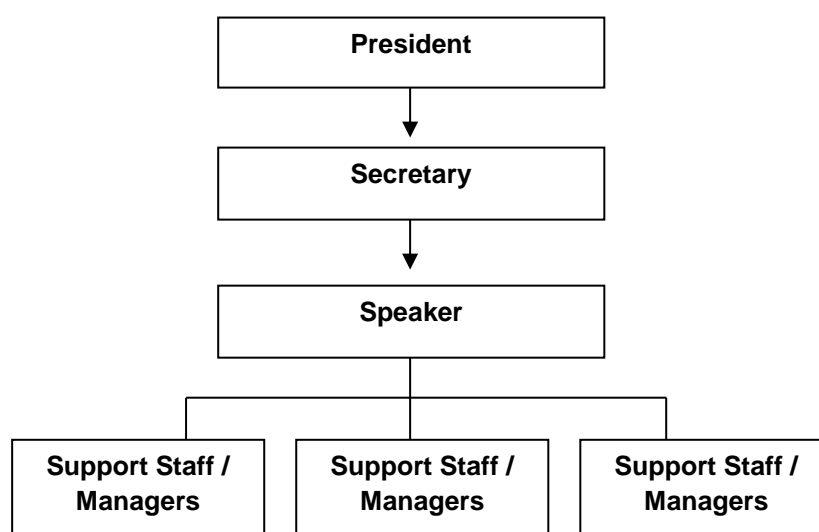 President
Secretary
Speaker
Support Staff /
Managers
Support Staff /
Managers
Support Staff /
Managers